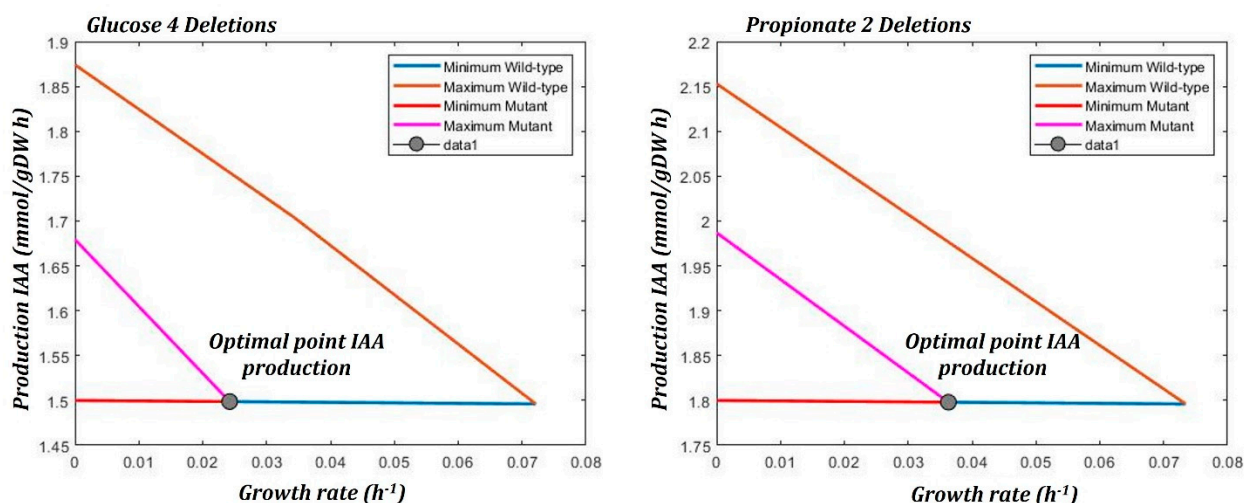 Glucose 4 Deletions
1.9
1.85
1.8
1.75
1.7
1.65
1.6
1.55
1.5
1.45
Production IAA (mmol/gDW h)
Minimum Wild-type
Maximum Wild-type
Minimum Mutant
Maximum Mutant
data1
Optimal point IAA
production
0
0.01
0.02
0.03
0.04
0.05
0.06
0.07
0.08
Growth rate (h-1)
Propionate 2 Deletions
2.2
2.15
2.1
2.05
2
1.95
1.9
1.85
1.8
1.75
Production IAA (mmol/gDW h)
Minimum Wild-type
Maximum Wild-type
Minimum Mutant
Maximum Mutant
data1
Optimal point IAA
production
0
0.01
0.02
0.03
0.04
0.05
0.06
0.07
0.08
Growth rate (h-1)